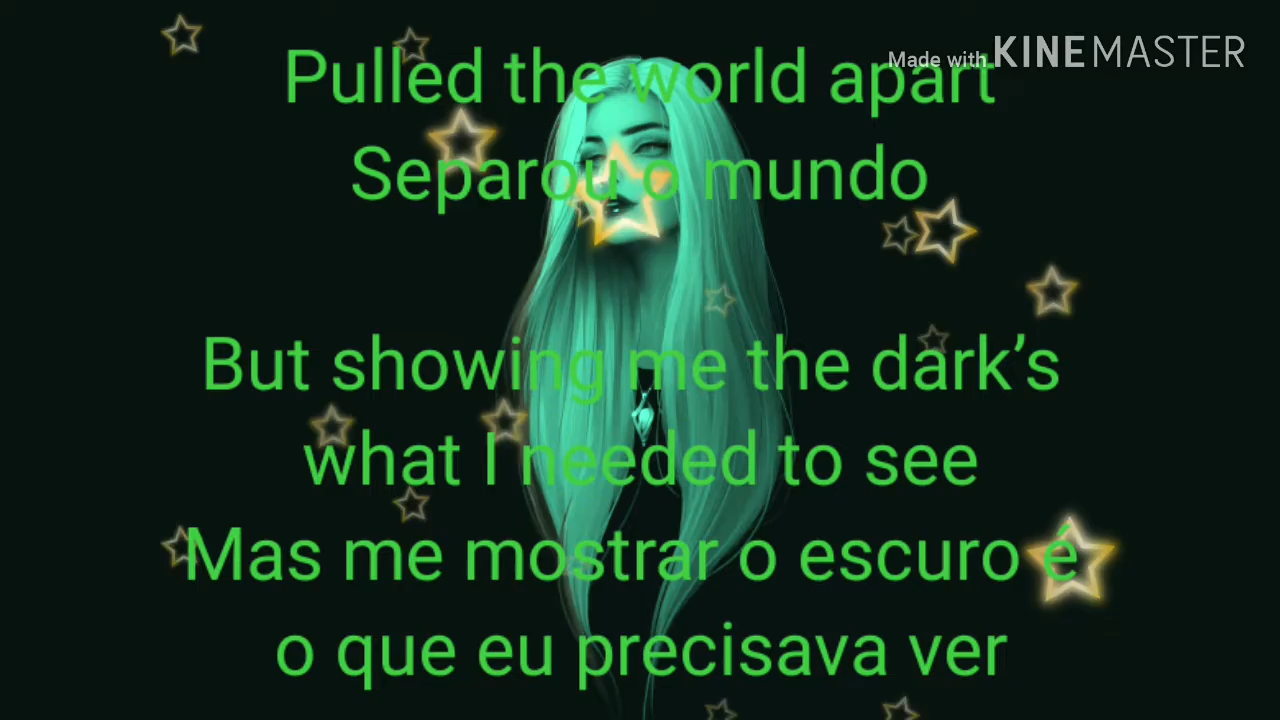 Made with KINEMASTER
Pulled the world apart
Separou o mundo
But showing me the dark’s
what I needed to see
Mas me mostrar o escuro é
o que eu precisava ver